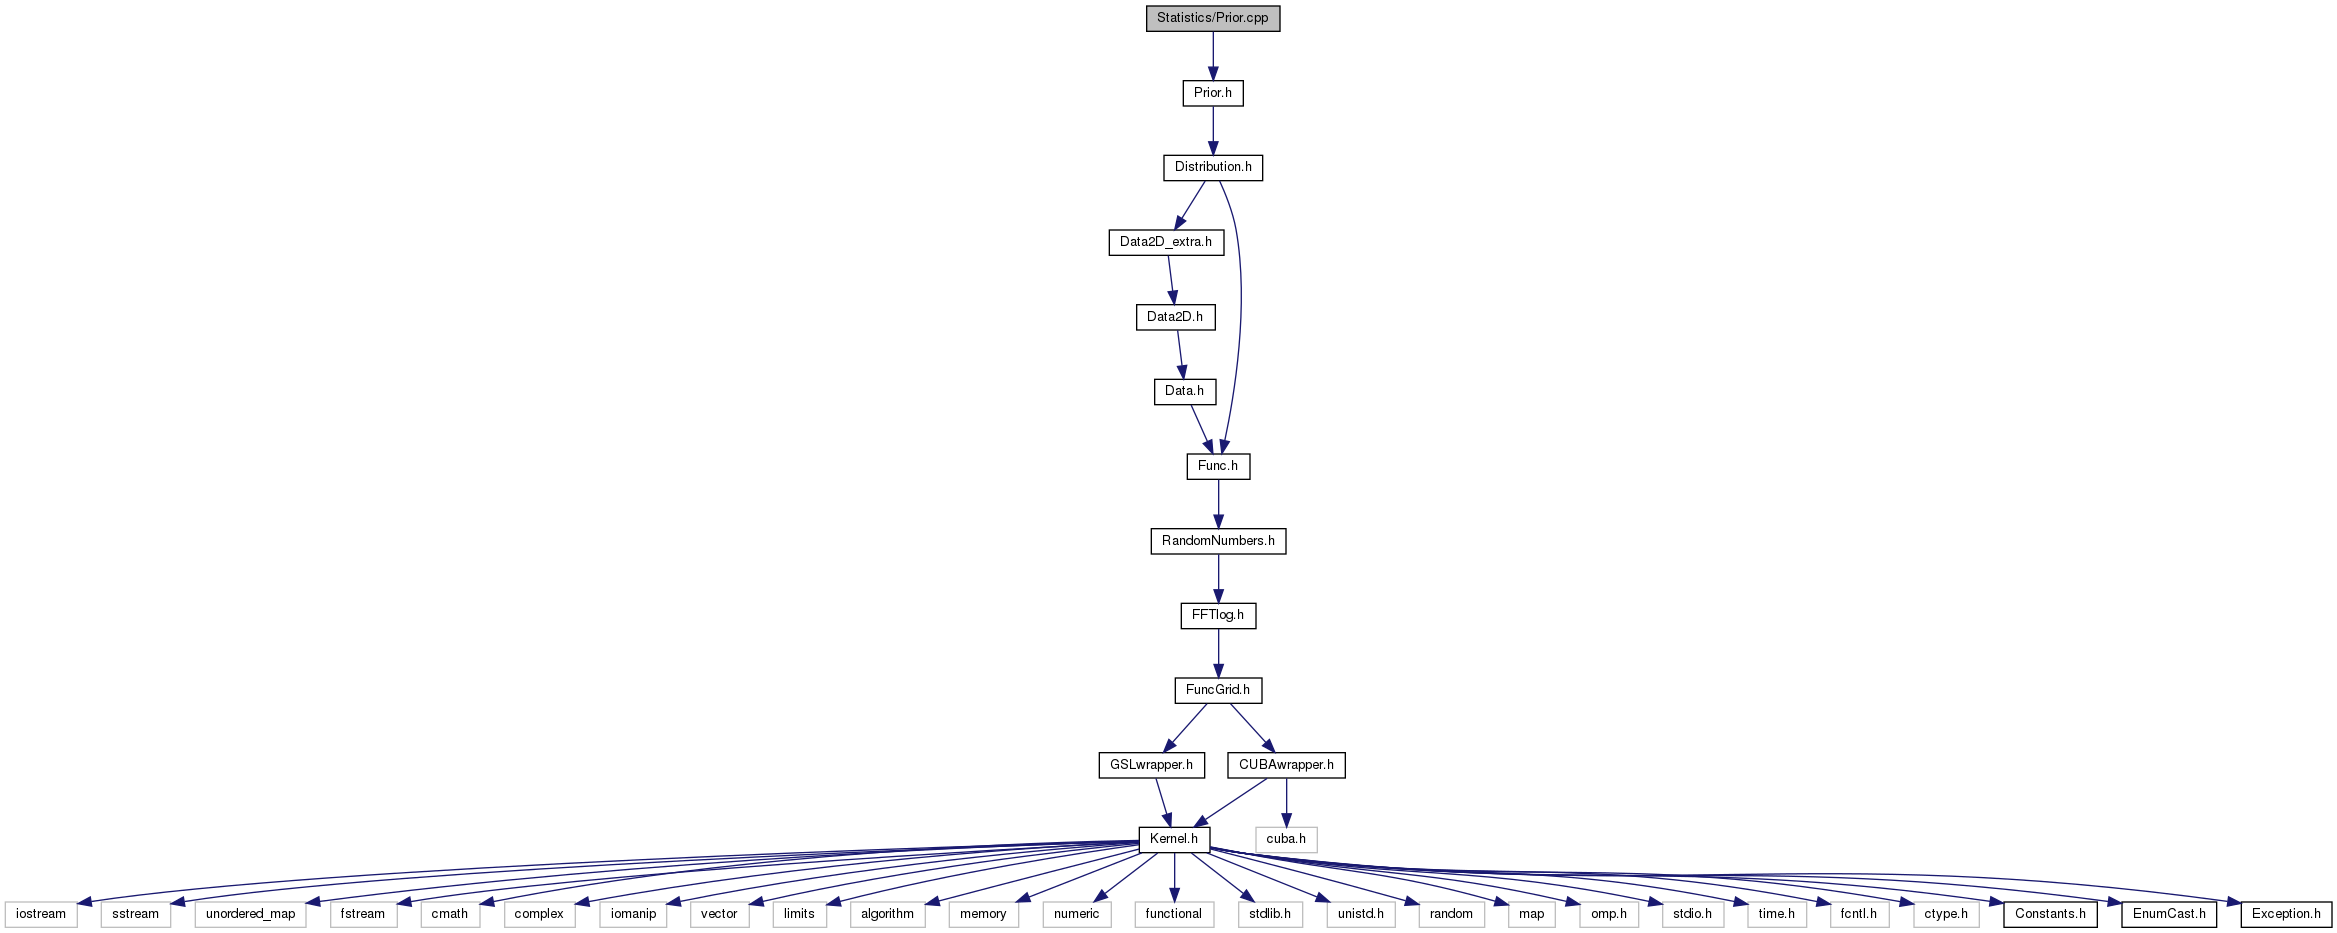 Statistics/Prior.cpp
Prior.h
Distribution.h
Data2D_extra.h
Data2D.h
Data.h
Func.h
RandomNumbers.h
FFTlog.h
FuncGrid.h
GSLwrapper.h
CUBAwrapper.h
Kernel.h
cuba.h
iostream
sstream
unordered_map
fstream
cmath
complex
iomanip
vector
limits
algorithm
memory
numeric
functional
stdlib.h
unistd.h
random
map
omp.h
stdio.h
time.h
fcntl.h
ctype.h
Constants.h
EnumCast.h
Exception.h